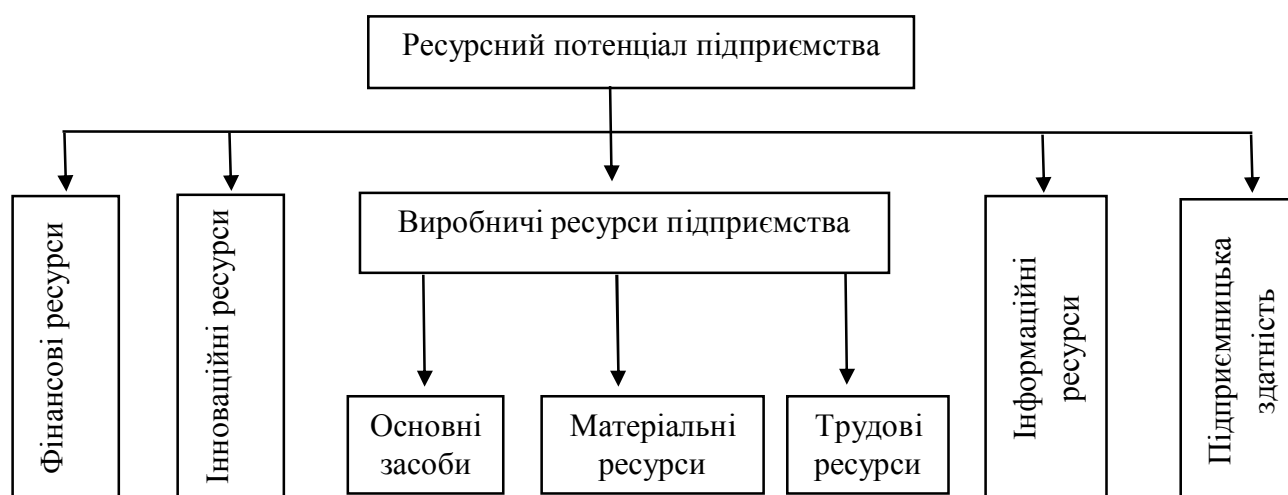 Ресурсний потенціал підприємства
Фінансові ресурси
Інноваційні ресурси
Виробничі ресурси підприємства
Основні
засоби
Матеріальні
ресурси
Трудові
ресурси
Інформаційні
ресурси
Підприємницька
здатність